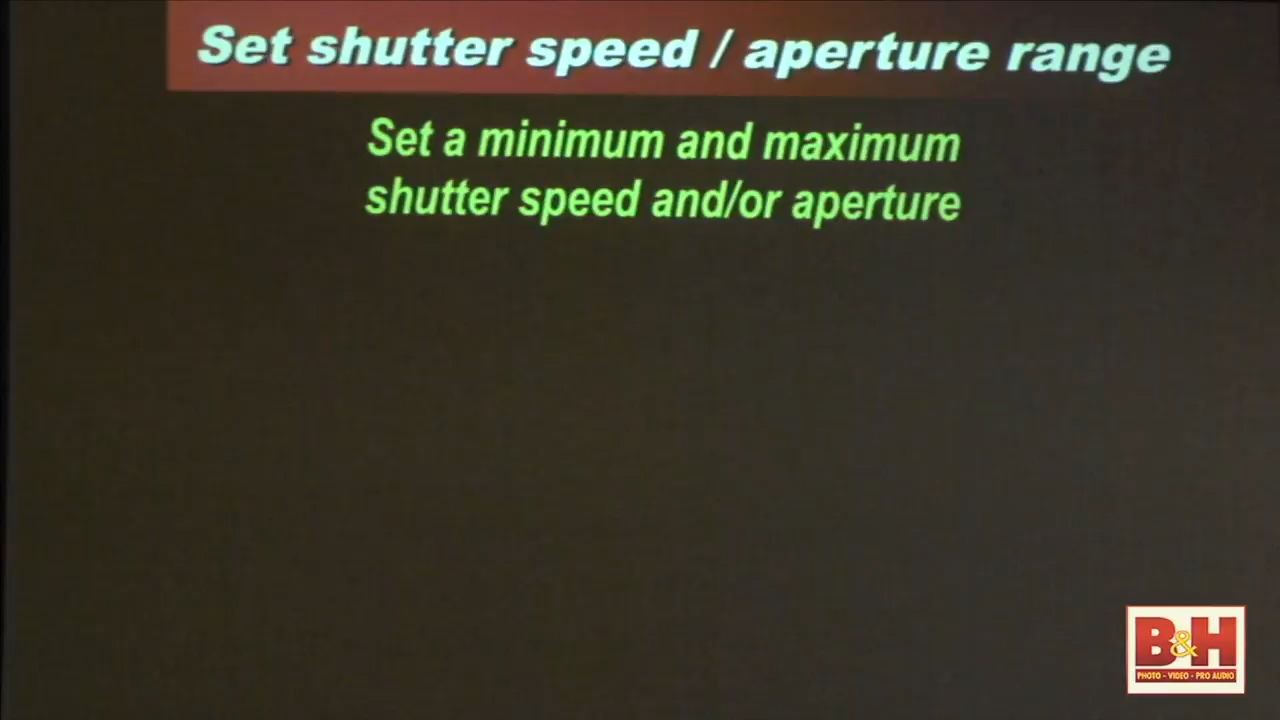 Set shutter speed / aperture range
Set a minimum and maximum
shutter speed and/or aperture
B&H
PHOTO - VIDEO - PRO AUDIO